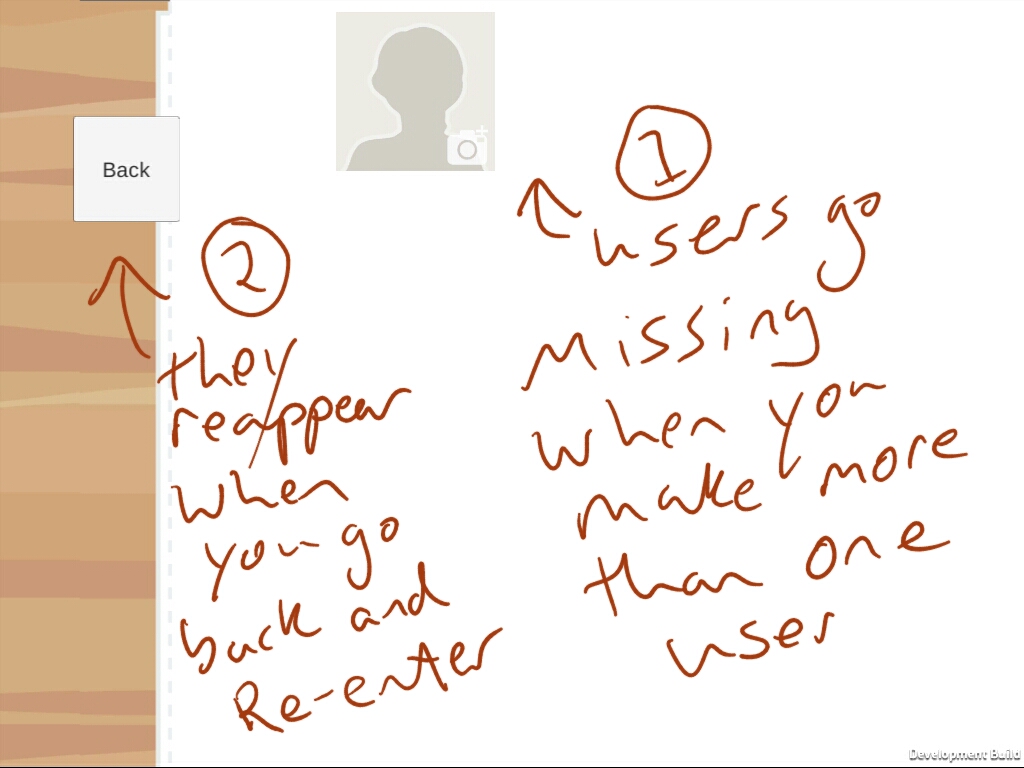 Back
1
users go
missing
when you
make more
than one
user
2
they
reappear
when
you go
back and
Re-enter
Development Build